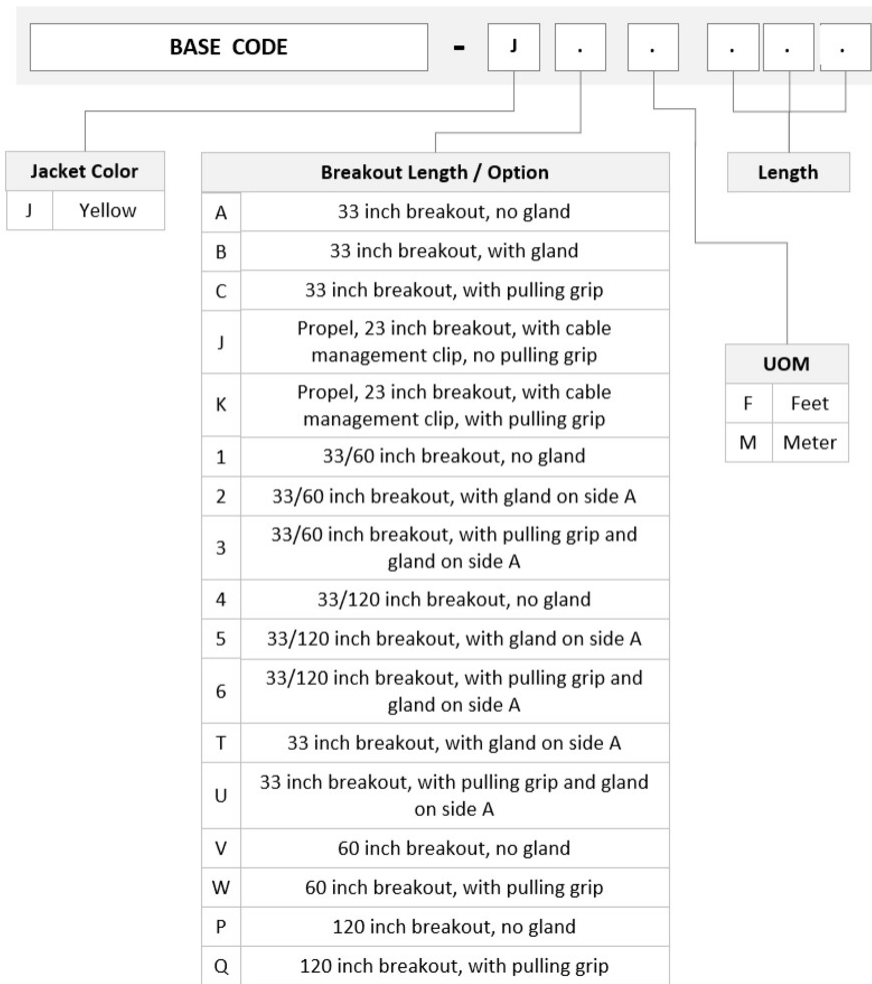 BASE CODE - J . . . . .
Jacket Color
J Yellow
Breakout Length / Option
A 33 inch breakout, no gland
B 33 inch breakout, with gland
C 33 inch breakout, with pulling grip
J Propel, 23 inch breakout, with cable
management clip, no pulling grip
K Propel, 23 inch breakout, with cable
management clip, with pulling grip
1 33/60 inch breakout, no gland
2 33/60 inch breakout, with gland on side A
3 33/60 inch breakout, with pulling grip and
gland on side A
4 33/120 inch breakout, no gland
5 33/120 inch breakout, with gland on side A
6 33/120 inch breakout, with pulling grip and
gland on side A
T 33 inch breakout, with gland on side A
U 33 inch breakout, with pulling grip and gland
on side A
V 60 inch breakout, no gland
W 60 inch breakout, with pulling grip
P 120 inch breakout, no gland
Q 120 inch breakout, with pulling grip
Length
UOM
F Feet
M Meter